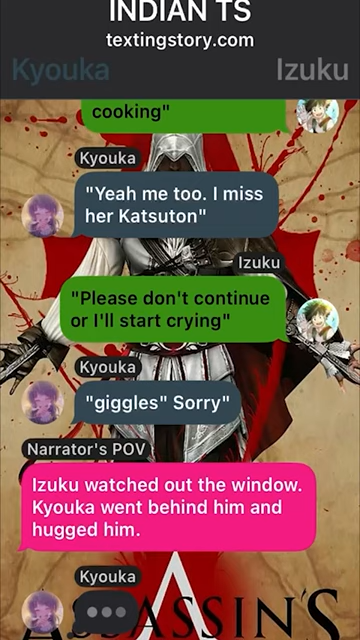 INDIAN TS
textingstory.com
Kyouka
Izuku
cooking"
Kyouka
"Yeah me too. I miss
her Katsuton"
Izuku
"Please don't continue
or I'll start crying"
Kyouka
"giggles" Sorry"
Narrator's POV
Izuku watched out the window.
Kyouka went behind him and
hugged him.
Kyouka
ASSASSIN'S